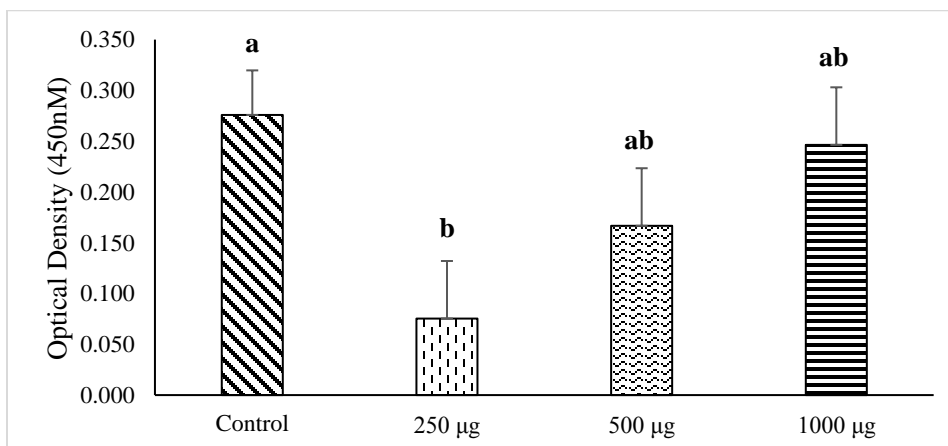 Optical Density (450nM)
0.350
0.300
0.250
0.200
0.150
0.100
0.050
0.000
a
b
ab
ab
Control
250 µg
500 µg
1000 µg